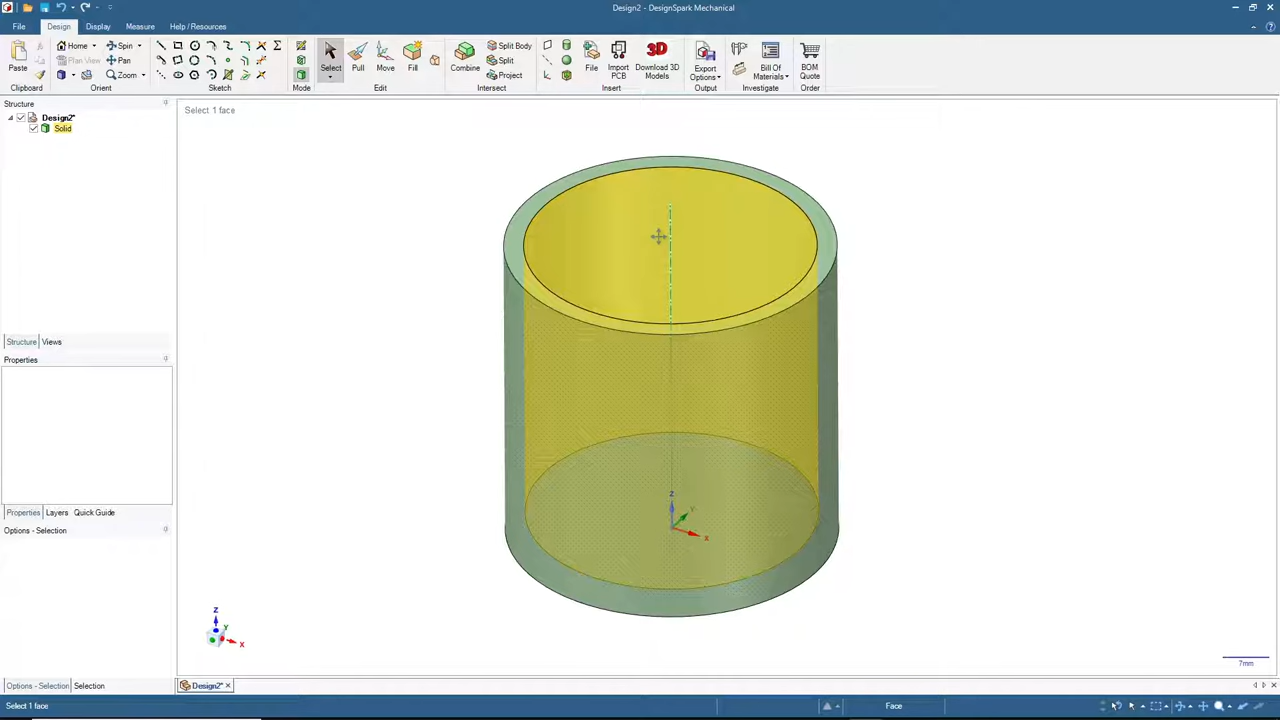 Design2 - DesignSpark Mechanical
File Design Display Measure Help / Resources
Paste
Clipboard
Home
Plan View
Spin
Pan
Zoom
Orient
Sketch
Mode
Select
Pull
Move
Fill
Edit
Combine
Split Body
Split
Project
Intersect
File
Import PCB
Download 3D Models
3D
Insert
Export Options
Output
Bill Of Materials
Investigate
BOM Quote
Order
Structure
Select 1 face
Design2*
Solid
Structure Views
Properties
Properties Layers Quick Guide
Options - Selection
Z
Y
X
Z
Y
X
7mm
Options - Selection Selection
Design2*
Select 1 face
Face